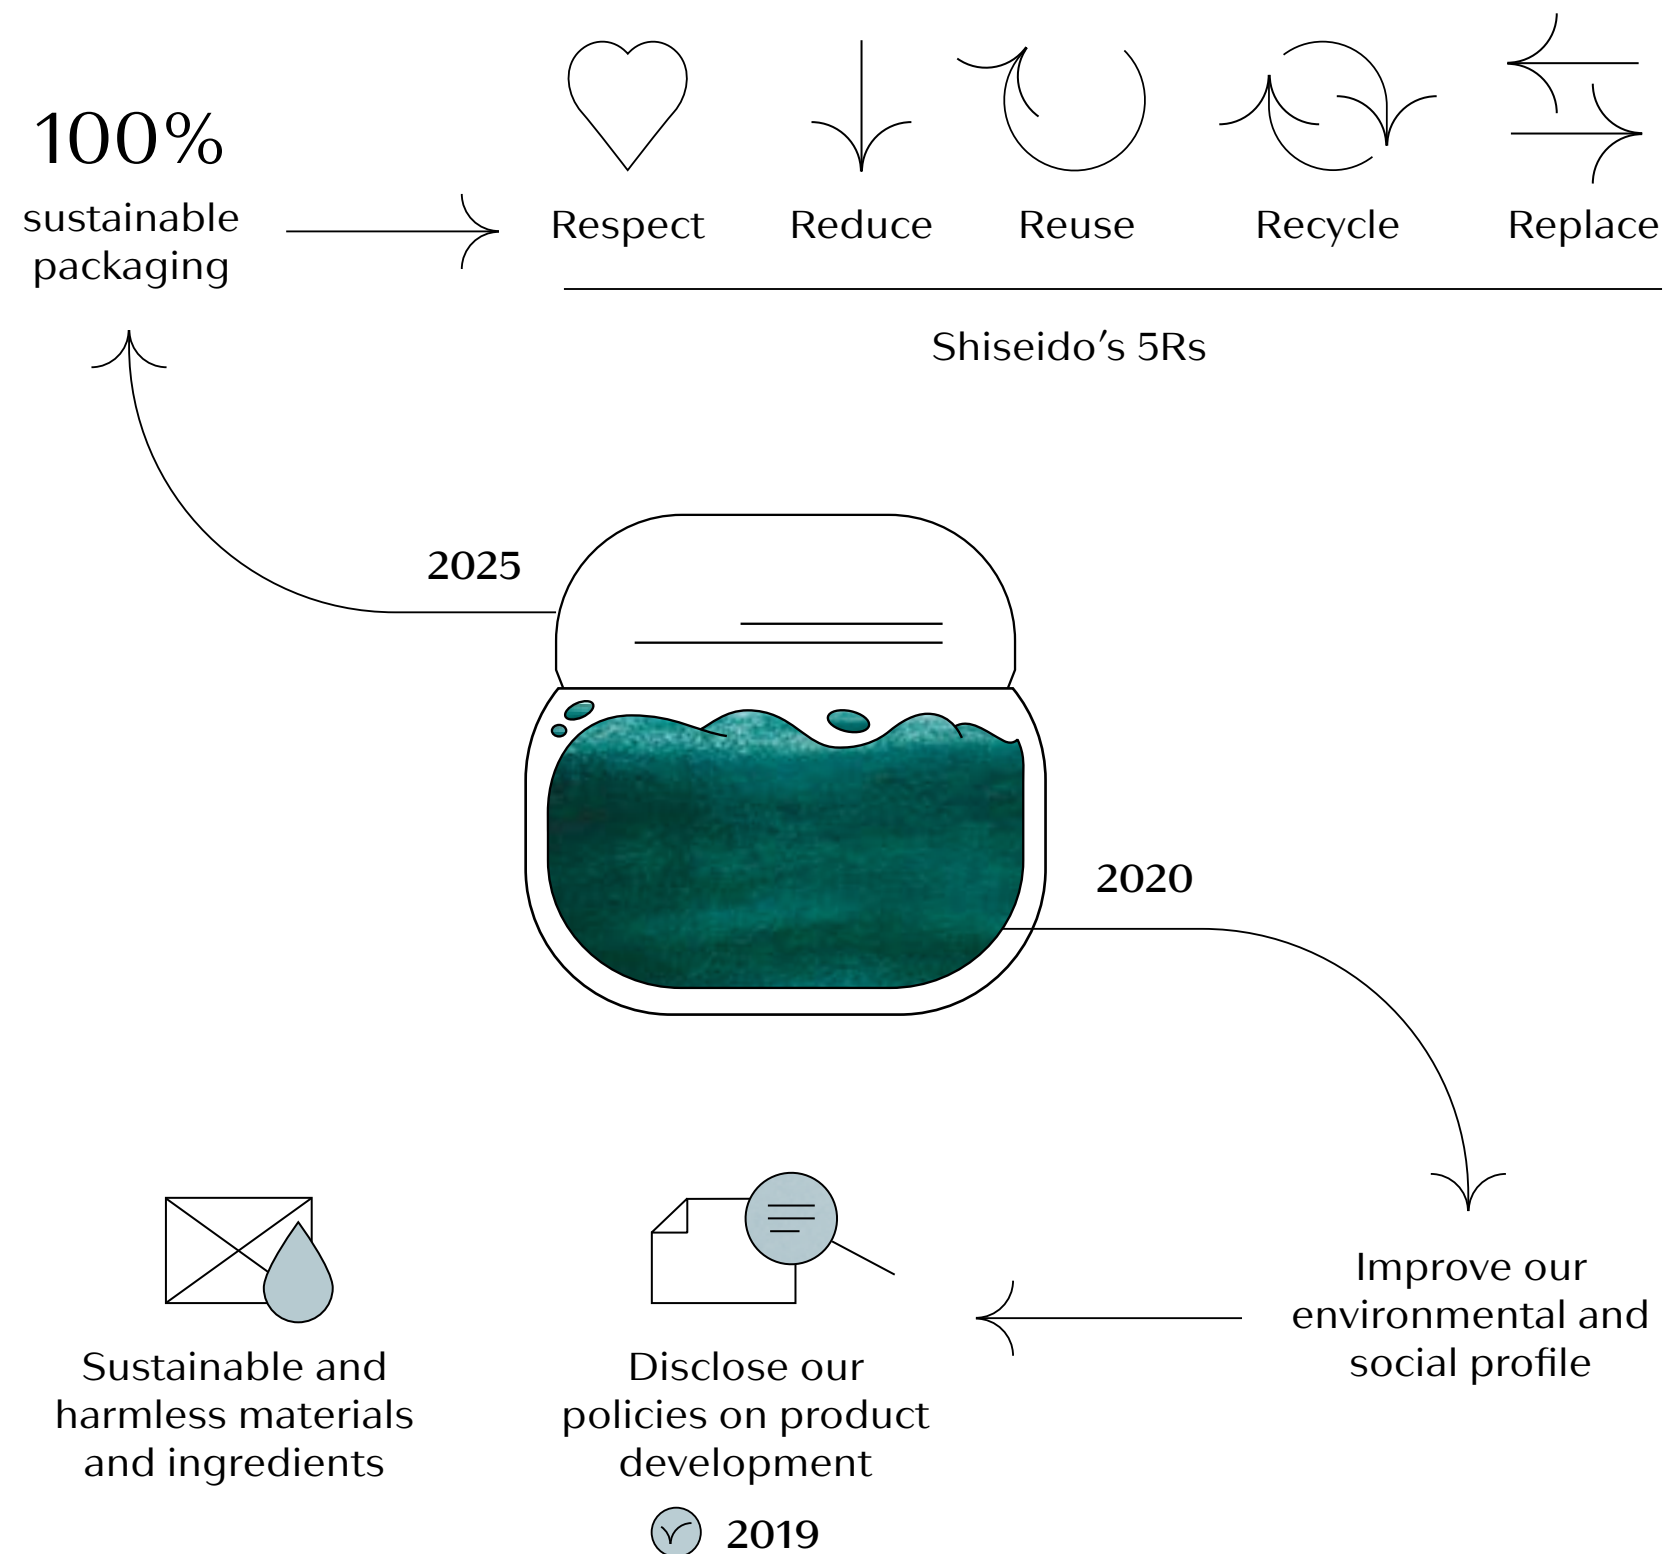 100%
sustainable
packaging
Respect
Reduce
Reuse
Recycle
Replace
Shiseido’s 5Rs
2025
2020
Improve our
environmental and
social profile
Disclose our
policies on product
development
2019
Sustainable and
harmless materials
and ingredients